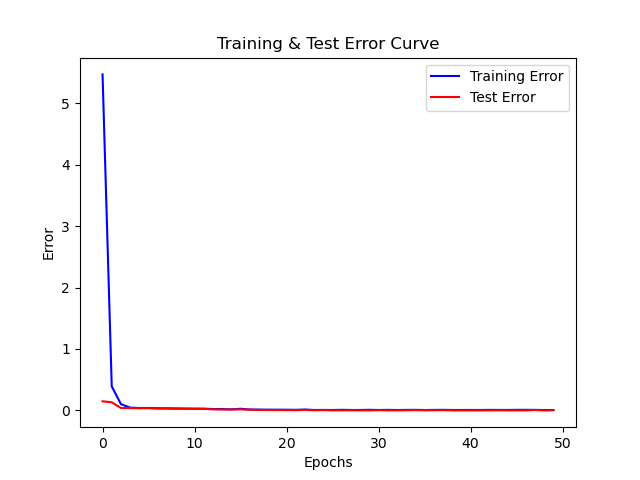 Training & Test Error Curve
Training Error
Test Error
5
4
3
2
1
0
Error
0 10 20 30 40 50
Epochs